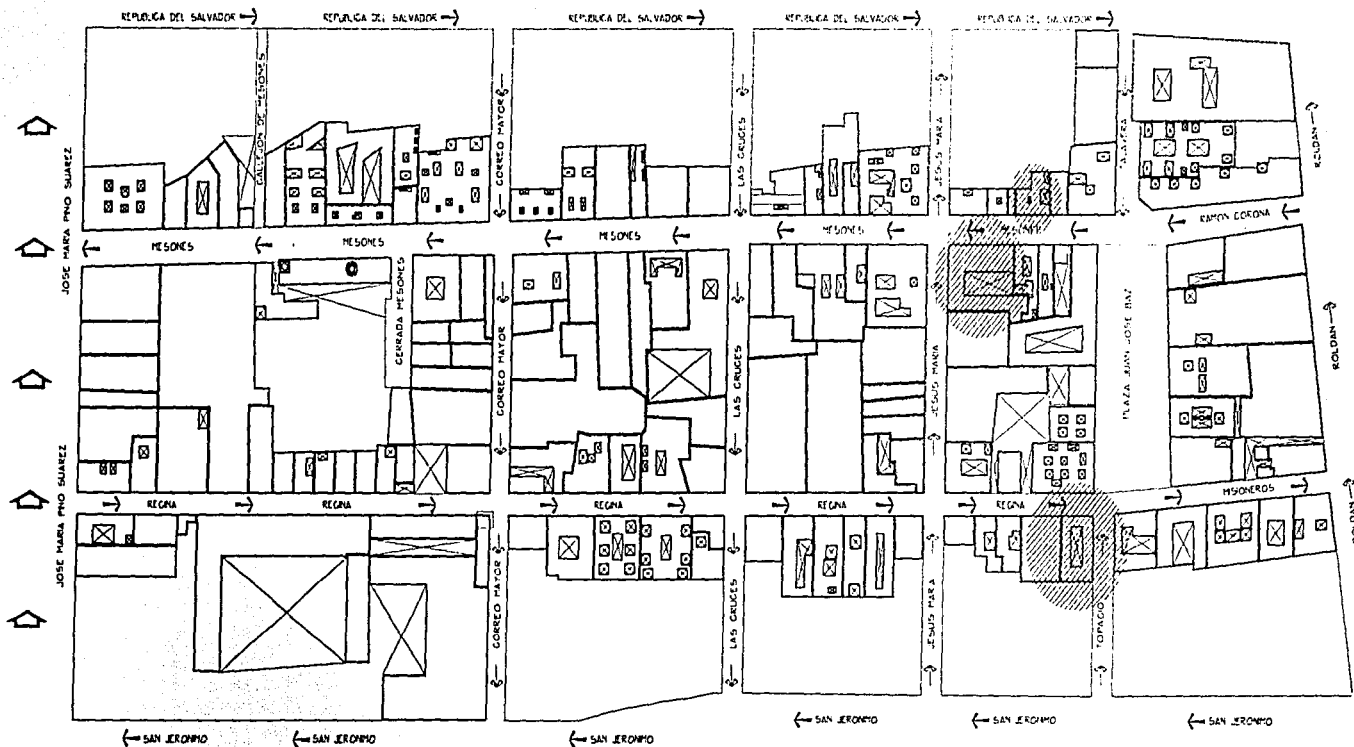 REPUBLICA DEL SALVADOR
REPUBLICA DEL SALVADOR
REPUBLICA DEL SALVADOR
REPUBLICA DEL SALVADOR
REPUBLICA DEL SALVADOR
CALLEJON DE MESONES
CORREO MAYOR
LAS CRUCES
JESUS MARIA
TALAVERA
ROLDAN
JOSE MARIA PINO SUAREZ
MESONES
MESONES
MESONES
MESONES
MESONES
RAMON CORONA
CERRADA MESONES
CORREO MAYOR
LAS CRUCES
JESUS MARIA
PLAZA JUAN JOSE BAZ
ROLDAN
JOSE MARIA PINO SUAREZ
REGINA
REGINA
REGINA
REGINA
REGINA
MISIONEROS
ROLDAN
CORREO MAYOR
LAS CRUCES
JESUS MARIA
TOPACIO
SAN JERONIMO
SAN JERONIMO
SAN JERONIMO
SAN JERONIMO
SAN JERONIMO
SAN JERONIMO